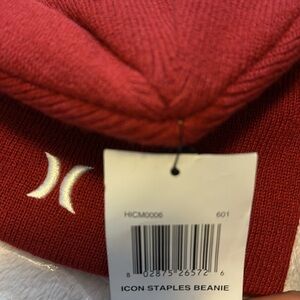 HICM0006 601
8 02875 26572 6
ICON STAPLES BEANIE